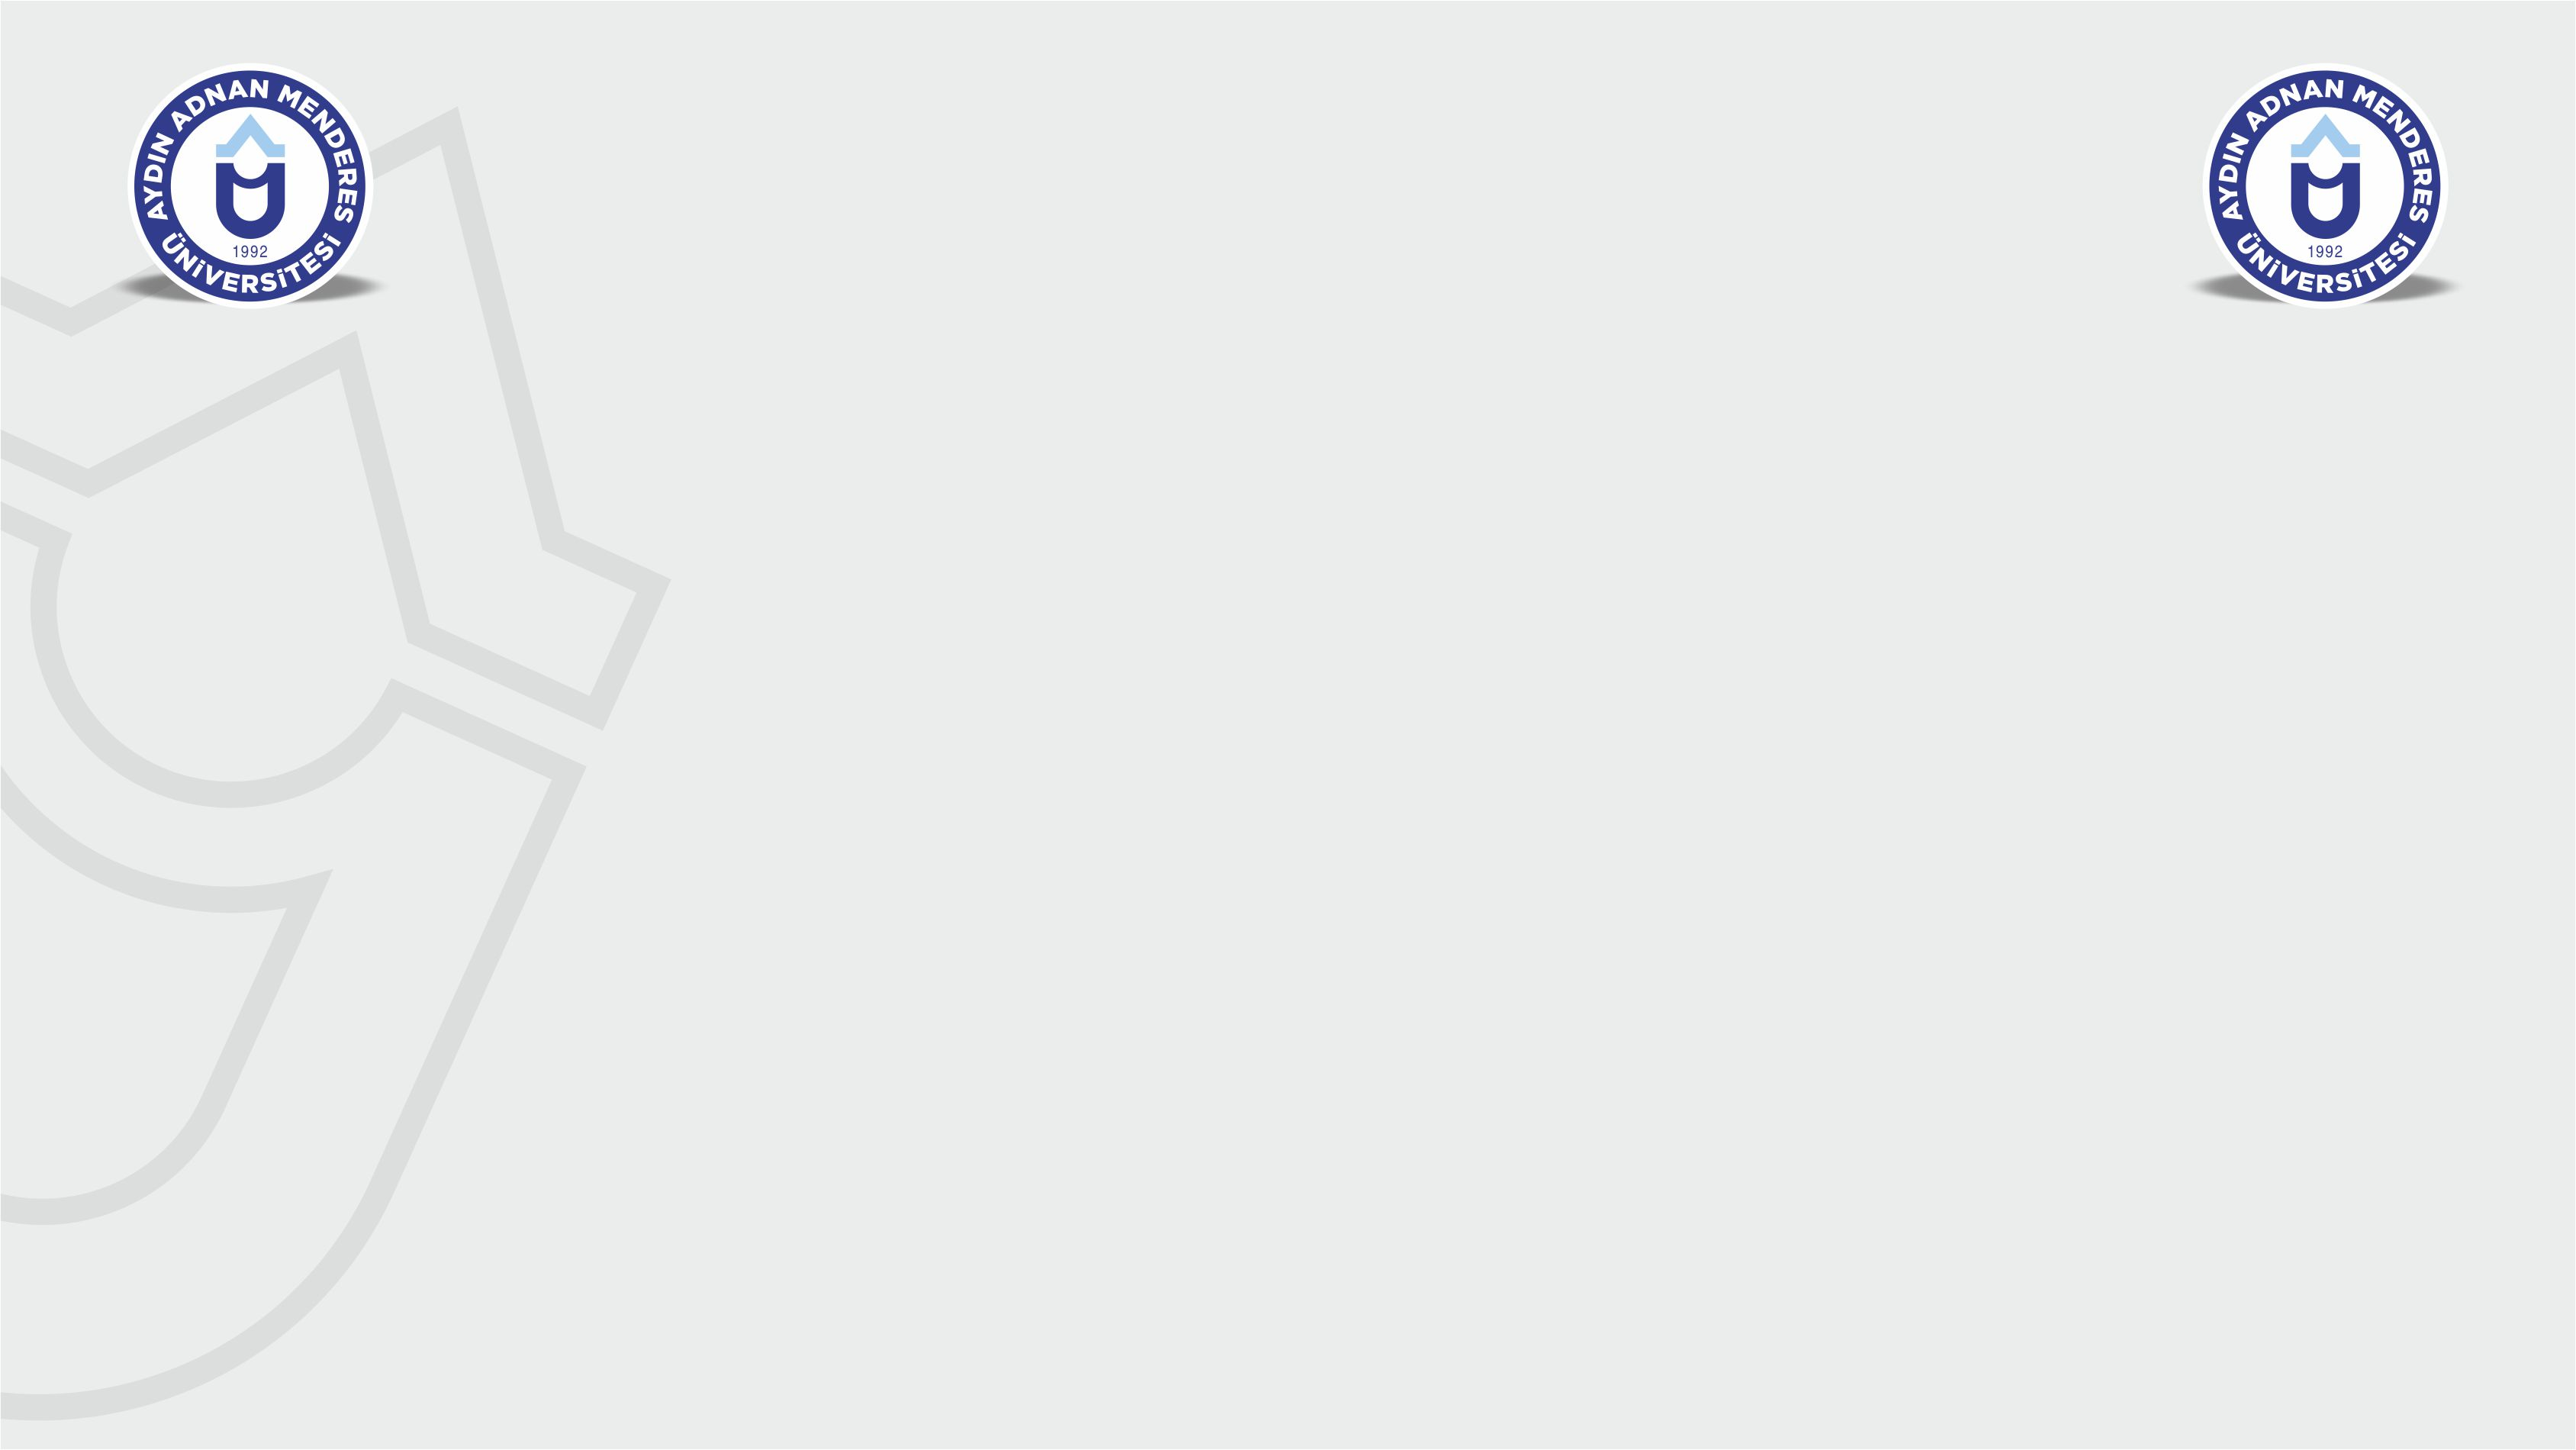 AYDIN ADNAN MENDERES
ÜNİVERSİTESİ
1992
AYDIN ADNAN MENDERES
ÜNİVERSİTESİ
1992